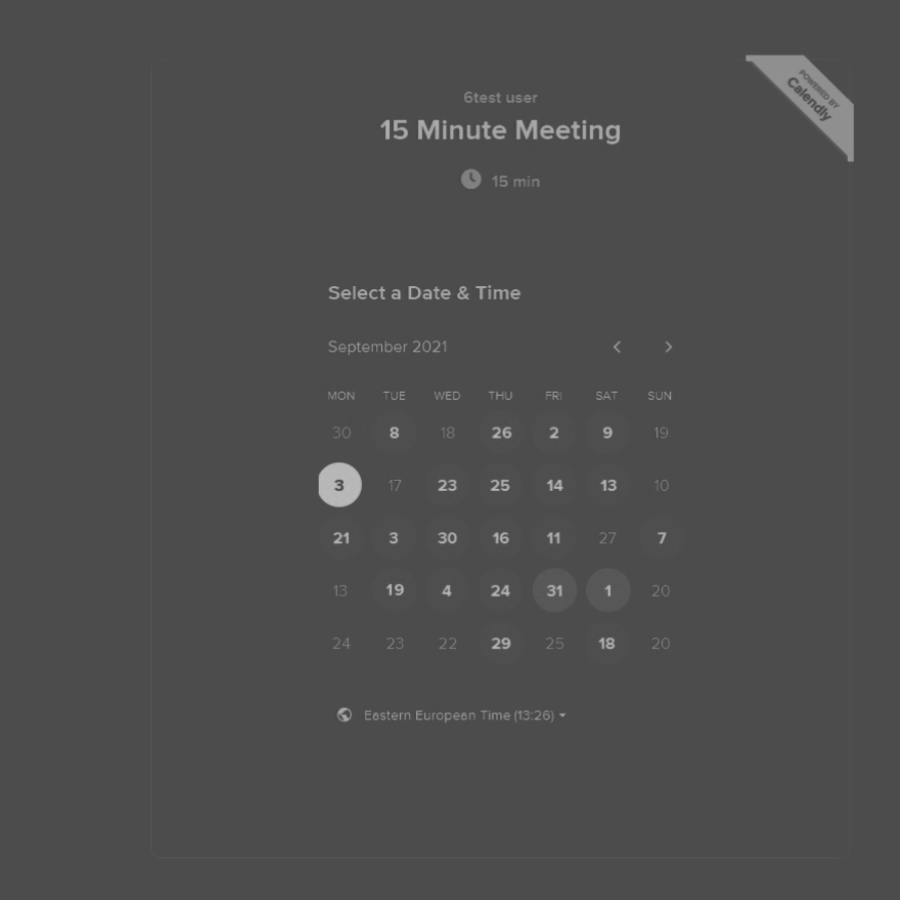 POWERED BY
Calendly
6test user
15 Minute Meeting
15 min
Select a Date & Time
September 2021
MON TUE WED THU FRI SAT SUN
30 8 18 26 2 9 19
3 17 23 25 14 13 10
21 3 30 16 11 27 7
13 19 4 24 31 1 20
24 23 22 29 25 18 20
Eastern European Time (13:26)